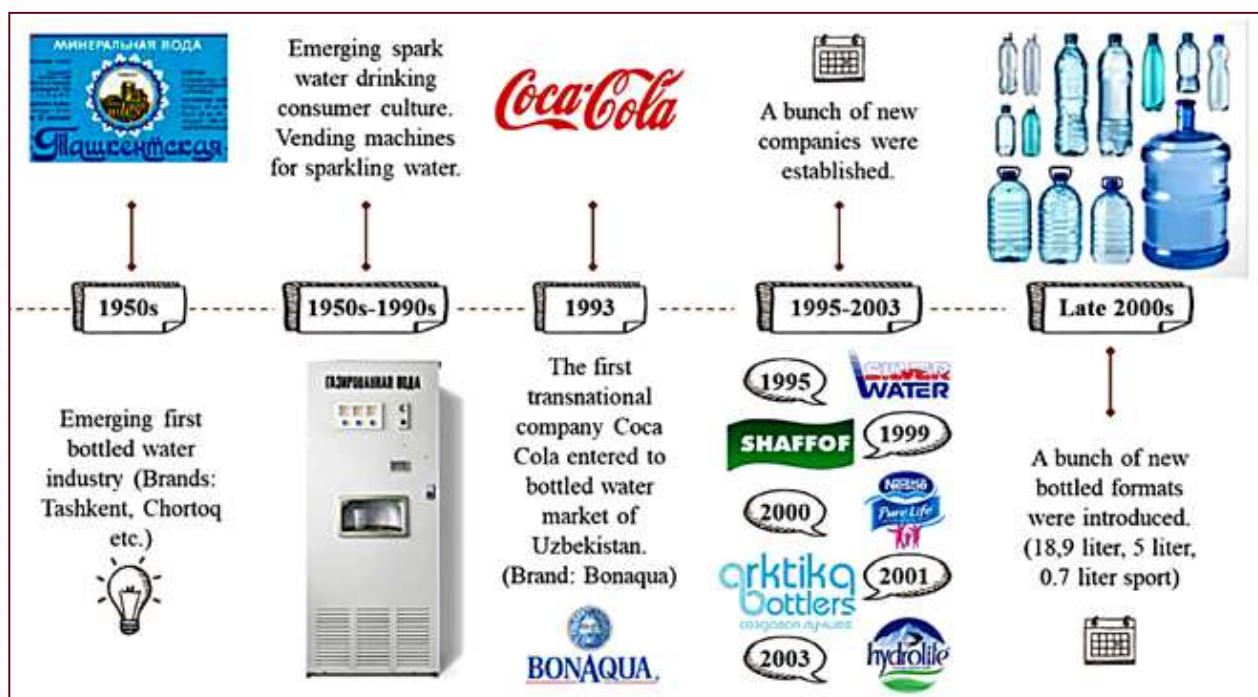 МИНЕРАЛЬНАЯ ВОДА
Ташкентская
Emerging spark
water drinking
consumer culture.
Vending machines
for sparkling water.
Coca-Cola
A bunch of new
companies were
established.
1950s
1950s-1990s
1993
1995-2003
Late 2000s
Emerging first
bottled water
industry (Brands:
Tashkent, Chortoq
etc.)
ГАЗИРОВАННАЯ ВОДА
The first
transnational
company Coca
Cola entered to
bottled water
market of
Uzbekistan.
(Brand: Bonaqua)
BONAQUA
1995
SILVER
WATER
SHAFFOF
1999
2000
Nestlé
Pure Life
arktika
bottlers
создавая лучшее
2001
2003
hydrolife
A bunch of new
bottled formats
were introduced.
(18,9 liter, 5 liter,
0.7 liter sport)